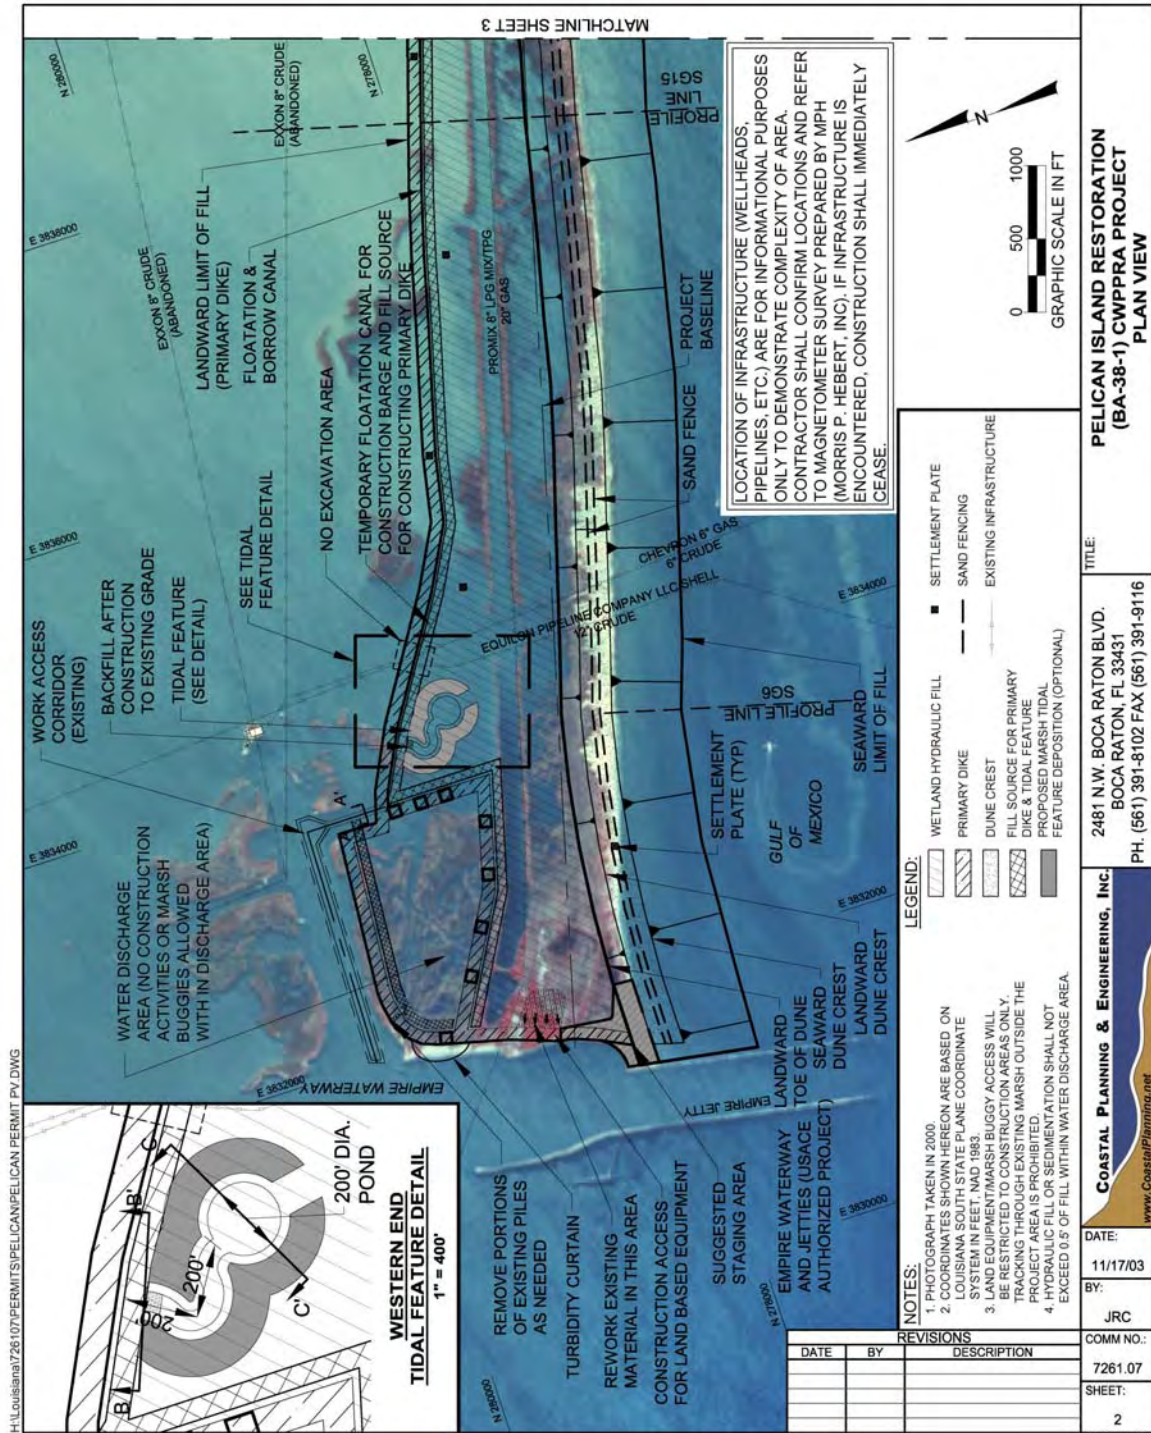 H:\Louisiana\726107\PERMITS\PELICAN\PELICAN PERMIT PV.DWG
MATCHLINE SHEET 3
N 280000
N 278000
E 3838000
E 3836000
E 3834000
E 3832000
EXXON 8" CRUDE
(ABANDONED)
EXXON 8" CRUDE
(ABANDONED)
LANDWARD LIMIT OF FILL
(PRIMARY DIKE)
FLOATATION &
BORROW CANAL
TEMPORARY FLOATATION CANAL FOR
CONSTRUCTION BARGE AND FILL SOURCE
FOR CONSTRUCTING PRIMARY DIKE
NO EXCAVATION AREA
SEE TIDAL
FEATURE DETAIL
BACKFILL AFTER
CONSTRUCTION
TO EXISTING GRADE
TIDAL FEATURE
(SEE DETAIL)
WORK ACCESS
CORRIDOR
(EXISTING)
WATER DISCHARGE
AREA (NO CONSTRUCTION
ACTIVITIES OR MARSH
BUGGIES ALLOWED
WITH IN DISCHARGE AREA)
A'
PROMIX 8" LPG MIX/TPG
20" GAS
PROFILE
LINE
SG15
PROJECT
BASELINE
SAND FENCE
CHEVRON 6" GAS
6" CRUDE
EQUILON PIPELINE COMPANY LLC SHELL
12" CRUDE
E 3834000
PROFILE LINE
SG6
SEAWARD
LIMIT OF FILL
SETTLEMENT
PLATE (TYP)
GULF
OF
MEXICO
E 3832000
LANDWARD
DUNE CREST
SEAWARD
DUNE CREST
LANDWARD
TOE OF DUNE
EMPIRE WATERWAY
EMPIRE JETTY
EMPIRE WATERWAY
AND JETTIES (USACE
AUTHORIZED PROJECT)
E 3830000
N 278000
N 280000
SUGGESTED
STAGING AREA
CONSTRUCTION ACCESS
FOR LAND BASED EQUIPMENT
REWORK EXISTING
MATERIAL IN THIS AREA
TURBIDITY CURTAIN
REMOVE PORTIONS
OF EXISTING PILES
AS NEEDED
B
B'
C
C'
200'
200'
200' DIA.
POND
WESTERN END
TIDAL FEATURE DETAIL
1" = 400'
LOCATION OF INFRASTRUCTURE (WELLHEADS,
PIPELINES, ETC.) ARE FOR INFORMATIONAL PURPOSES
ONLY TO DEMONSTRATE COMPLEXITY OF AREA.
CONTRACTOR SHALL CONFIRM LOCATIONS AND REFER
TO MAGNETOMETER SURVEY PREPARED BY MPH
(MORRIS P. HEBERT, INC). IF INFRASTRUCTURE IS
ENCOUNTERED, CONSTRUCTION SHALL IMMEDIATELY
CEASE.
N
0 500 1000
GRAPHIC SCALE IN FT
LEGEND:
WETLAND HYDRAULIC FILL
PRIMARY DIKE
DUNE CREST
FILL SOURCE FOR PRIMARY
DIKE & TIDAL FEATURE
PROPOSED MARSH TIDAL
FEATURE DEPOSITION (OPTIONAL)
SETTLEMENT PLATE
SAND FENCING
EXISTING INFRASTRUCTURE
NOTES:
1. PHOTOGRAPH TAKEN IN 2000.
2. COORDINATES SHOWN HEREON ARE BASED ON
LOUISIANA SOUTH STATE PLANE COORDINATE
SYSTEM IN FEET, NAD 1983.
3. LAND EQUIPMENT/MARSH BUGGY ACCESS WILL
BE RESTRICTED TO CONSTRUCTION AREAS ONLY.
TRACKING THROUGH EXISTING MARSH OUTSIDE THE
PROJECT AREA IS PROHIBITED.
4. HYDRAULIC FILL OR SEDIMENTATION SHALL NOT
EXCEED 0.5' OF FILL WITHIN WATER DISCHARGE AREA.
REVISIONS
DATE BY DESCRIPTION
TITLE:
PELICAN ISLAND RESTORATION
(BA-38-1) CWPPRA PROJECT
PLAN VIEW
2481 N.W. BOCA RATON BLVD.
BOCA RATON, FL 33431
PH. (561) 391-8102 FAX (561) 391-9116
COASTAL PLANNING & ENGINEERING, Inc.
www.CoastalPlanning.net
DATE:
11/17/03
BY:
JRC
COMM NO.:
7261.07
SHEET:
2